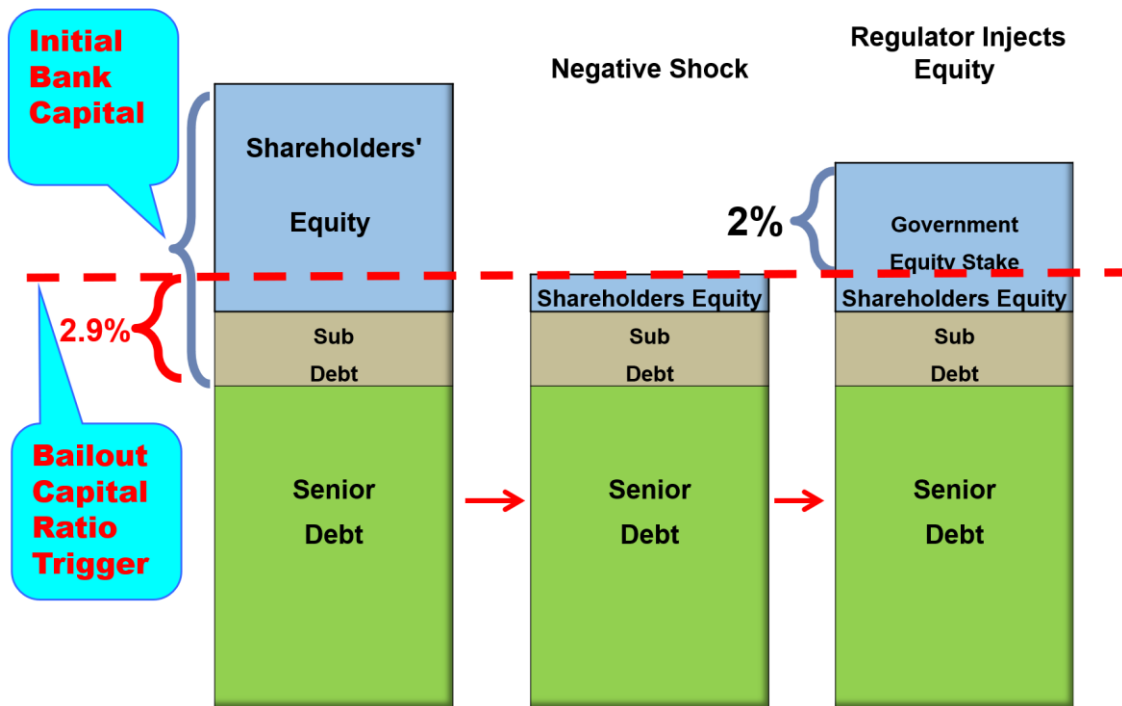 Initial
Bank
Capital
Negative Shock
Regulator Injects
Equity
Shareholders'
Equity
2%
Government
Equity Stake
Shareholders Equity
Shareholders Equity
2.9%
Sub
Debt
Sub
Debt
Sub
Debt
Bailout
Capital
Ratio
Trigger
Senior
Debt
Senior
Debt
Senior
Debt